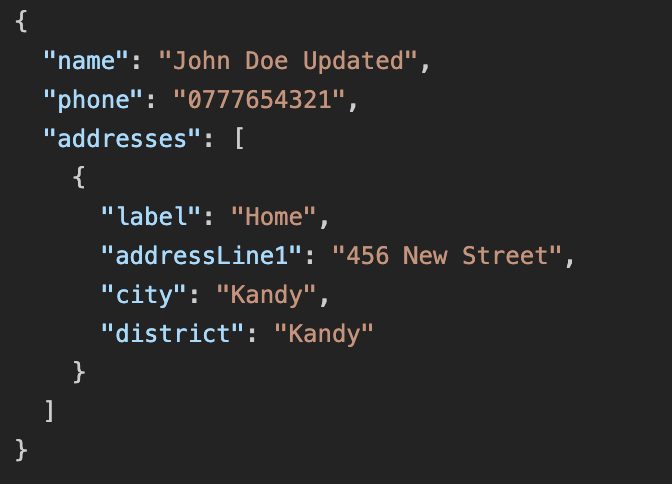 {
  "name": "John Doe Updated",
  "phone": "0777654321",
  "addresses": [
    {
      "label": "Home",
      "addressLine1": "456 New Street",
      "city": "Kandy",
      "district": "Kandy"
    }
  ]
}